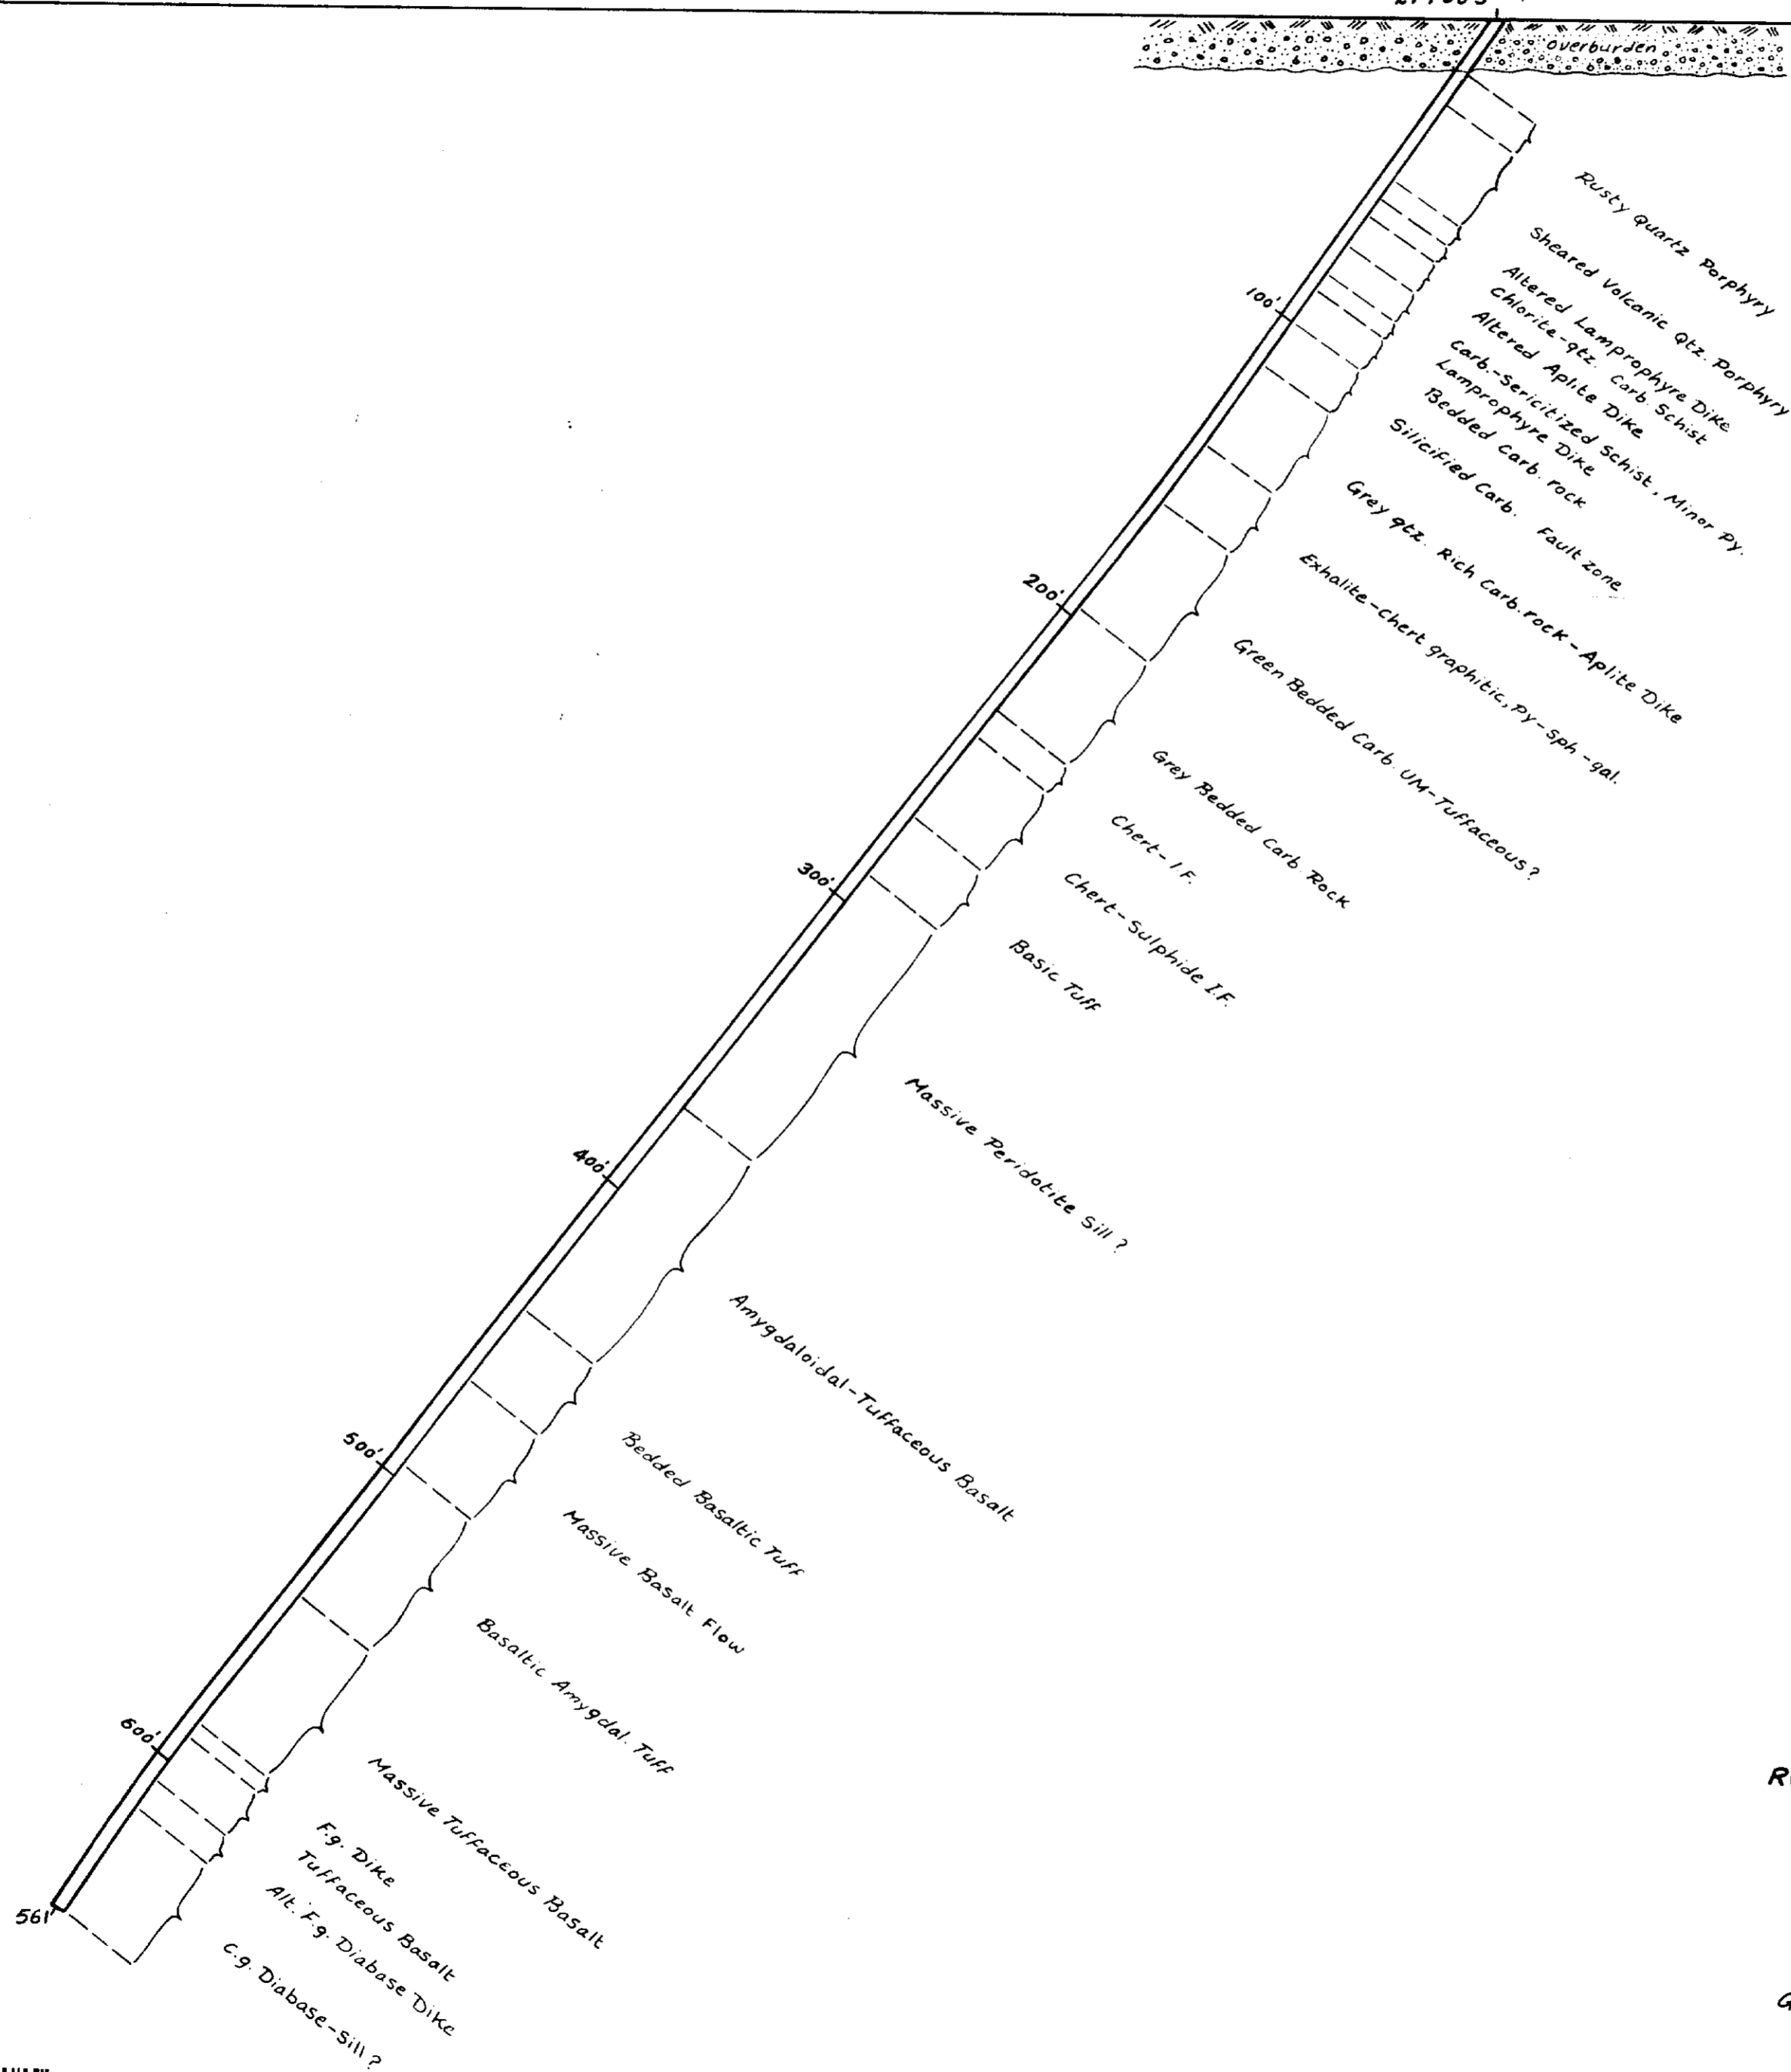 Overburden
Rusty Quartz Porphyry
Sheared Volcanic Qtz. Porphyry
Altered Lamprophyre Dike
Chlorite-qtz. Carb. Schist
Altered Aplite Dike
100'
Carb.-Sericitized Schist, Minor Py.
Lamprophyre Dike
Bedded Carb. rock
Silicified Carb. Fault zone
Grey qtz. Rich Carb. rock - Aplite Dike
Exhalite-chert graphitic, Py-Sph-gal.
200'
Green Bedded Carb. UM-Tuffaceous?
Grey Bedded Carb. Rock
Chert-I.F.
300'
Chert-Sulphide I.F.
Basic Tuff
Massive Peridotite Sill?
400'
Amygdaloidal-Tuffaceous Basalt
Bedded Basaltic Tuff
500'
Massive Basalt Flow
Basaltic Amygdal. Tuff
600'
Massive Tuffaceous Basalt
F.g. Dike
Tuffaceous Basalt
Alt. F.g. Diabase Dike
561'
C.g. Diabase-Sill?